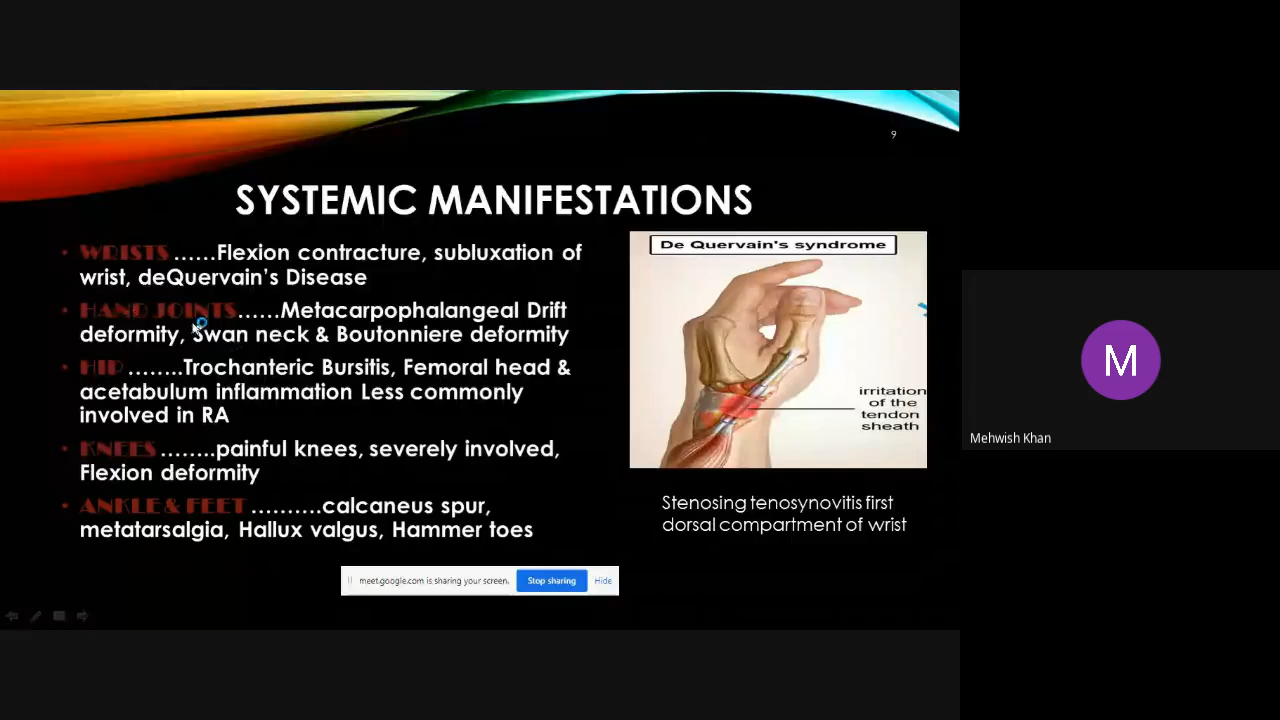 9
SYSTEMIC MANIFESTATIONS
• WRISTS ......Flexion contracture, subluxation of
wrist, deQuervain's Disease
• HAND JOINTS......Metacarpophalangeal Drift
deformity, Swan neck & Boutonniere deformity
• HIP ........Trochanteric Bursitis, Femoral head &
acetabulum inflammation Less commonly
involved in RA
• KNEES ........painful knees, severely involved,
Flexion deformity
• ANKLE & FEET ..........calcaneus spur,
metatarsalgia, Hallux valgus, Hammer toes
De Quervain's syndrome
irritation
of the
tendon
sheath
Stenosing tenosynovitis first
dorsal compartment of wrist
meet.google.com is sharing your screen. Stop sharing Hide
M
Mehwish Khan